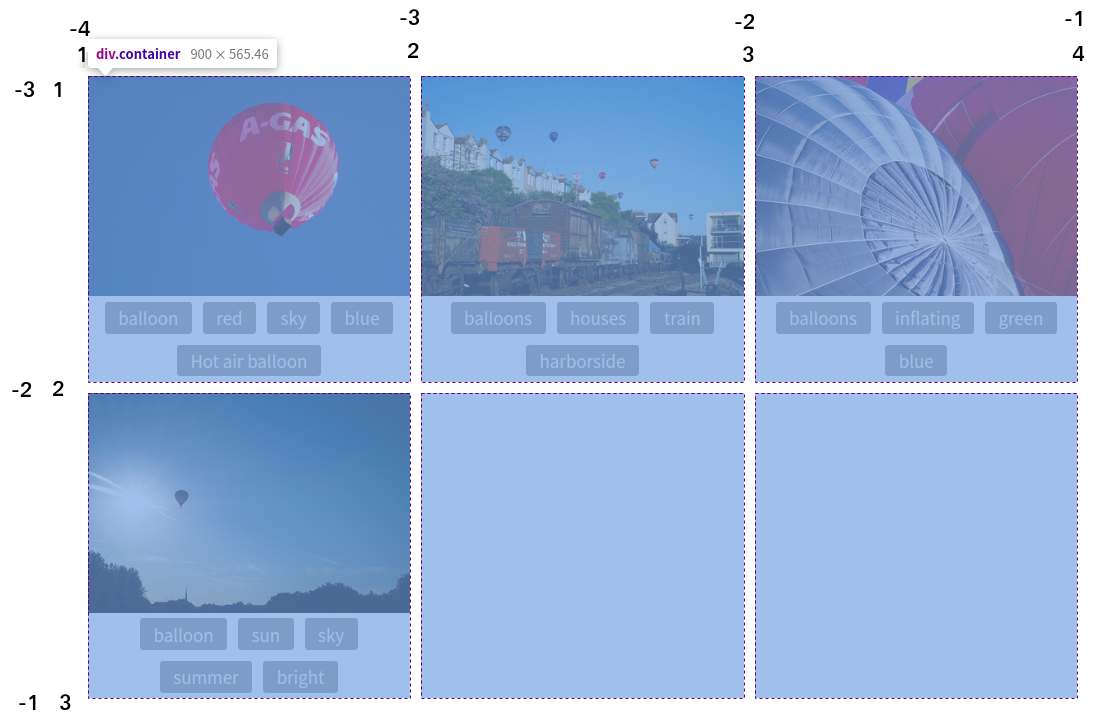 -4 -3 -2 -1
1 div.container 900 × 565.46 2 3 4
-3 1
A-GAS
balloon red sky blue
Hot air balloon
balloons houses train
harborside
balloons inflating green
blue
-2 2
balloon sun sky
summer bright
-1 3